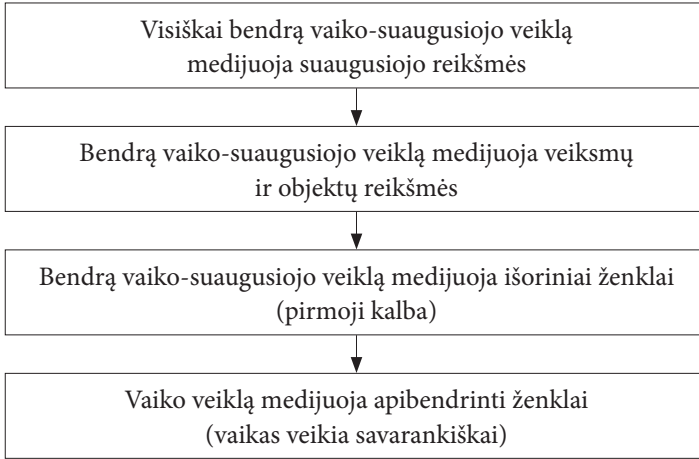 Visiškai bendrą vaiko-suaugusiojo veiklą
medijuoja suaugusiojo reikšmės
Bendrą vaiko-suaugusiojo veiklą medijuoja veiksmų
ir objektų reikšmės
Bendrą vaiko-suaugusiojo veiklą medijuoja išoriniai ženklai
(pirmoji kalba)
Vaiko veiklą medijuoja apibendrinti ženklai
(vaikas veikia savarankiškai)